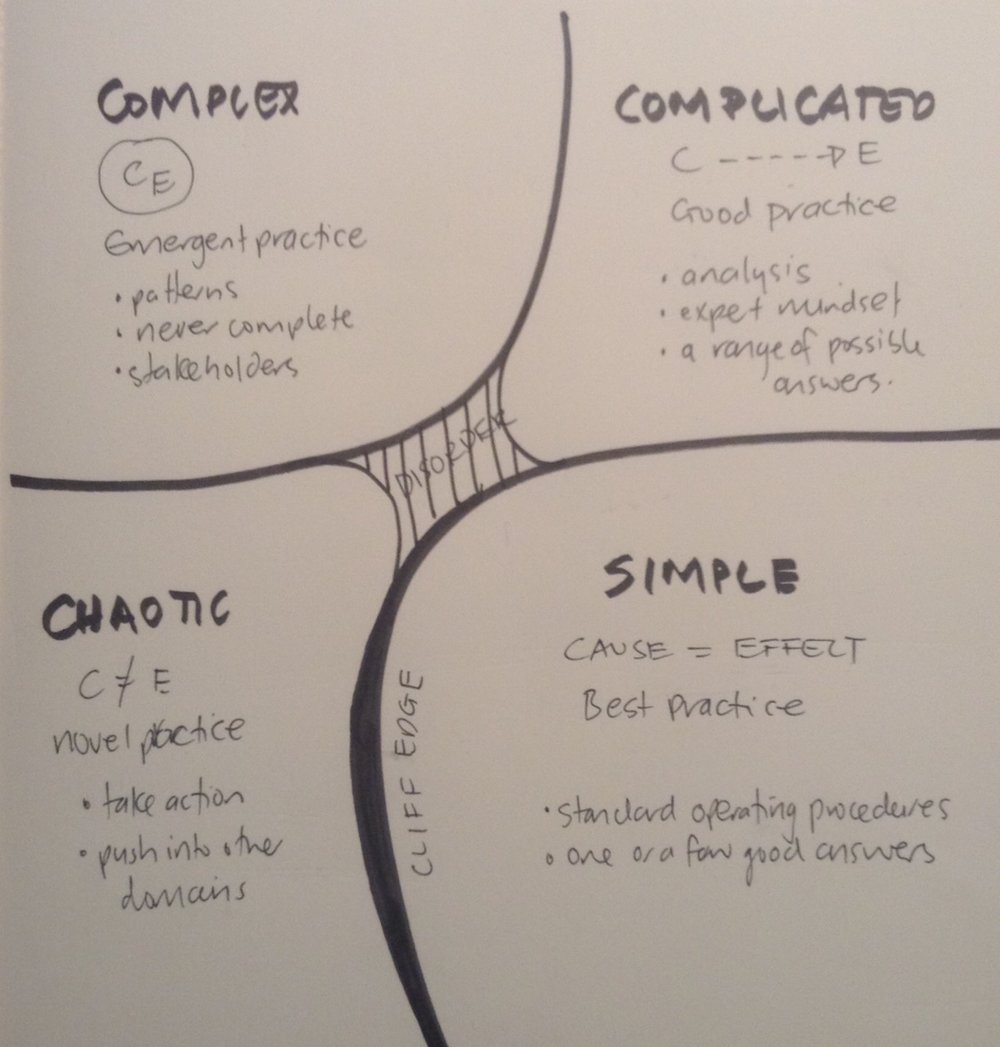 COMPLEX
CE
Emergent practice
• patterns
• never complete
• stakeholders
COMPLICATED
C -----> E
Good practice
• analysis
• expet mindset
• a range of possible
answers.
DISORDER
CHAOTIC
C ≠ E
novel practice
• take action
• push into other
domains
CLIFF EDGE
SIMPLE
CAUSE = EFFECT
Best practice
• standard operating procedures
• one or a few good answers